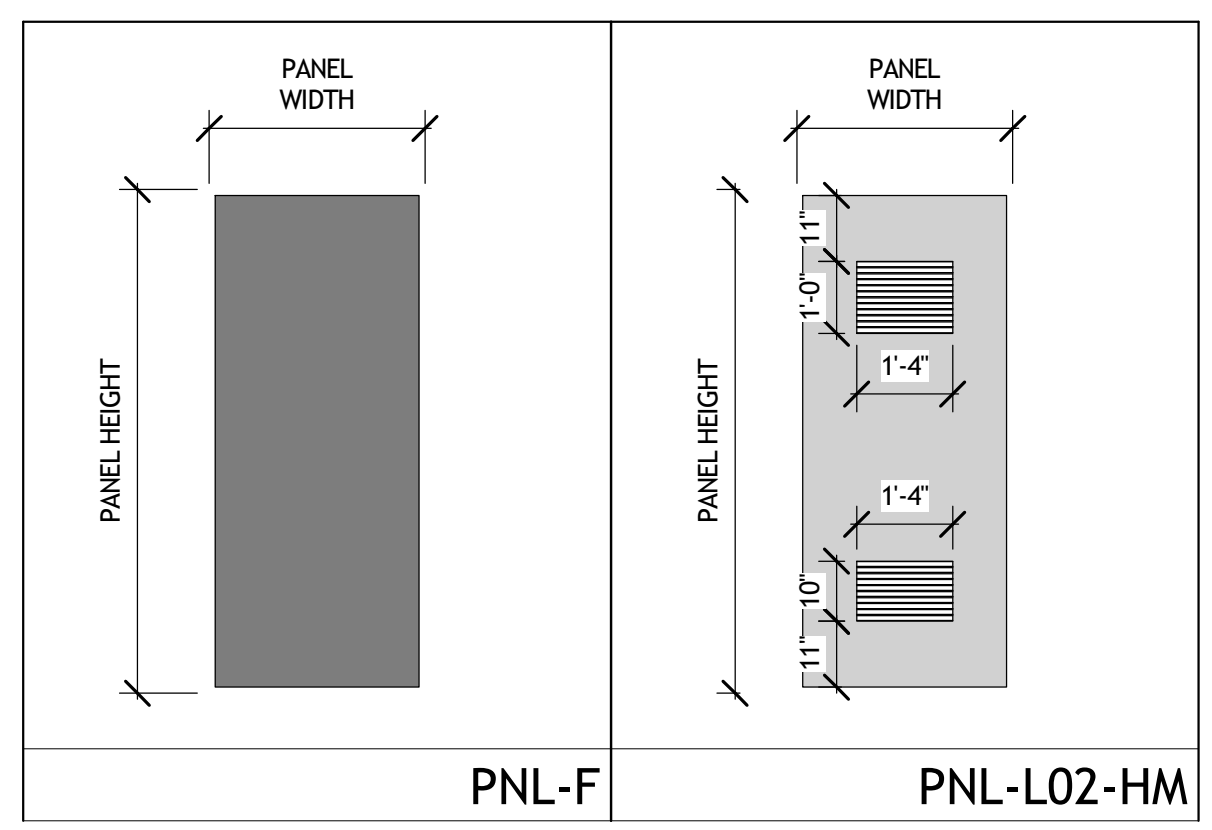 PANEL
WIDTH
PANEL HEIGHT
PNL-F
PANEL
WIDTH
PANEL HEIGHT
11"
1'-0"
1'-4"
1'-4"
10"
11"
PNL-L02-HM